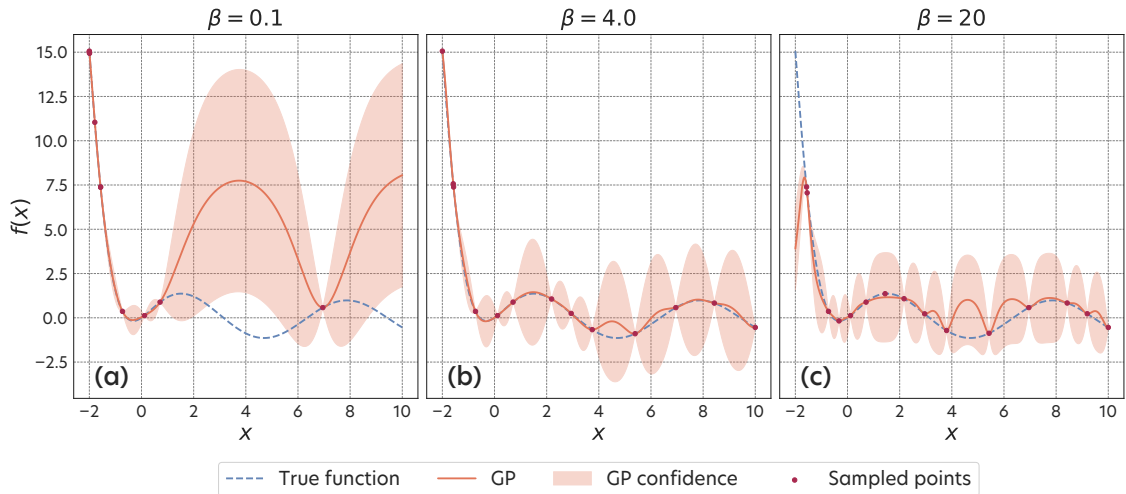 β = 0.1 β = 4.0 β = 20
15.0
12.5
10.0
7.5
5.0
2.5
0.0
−2.5
f(x)
(a) (b) (c)
−2 0 2 4 6 8 10 −2 0 2 4 6 8 10 −2 0 2 4 6 8 10
x x x
True function GP GP confidence Sampled points